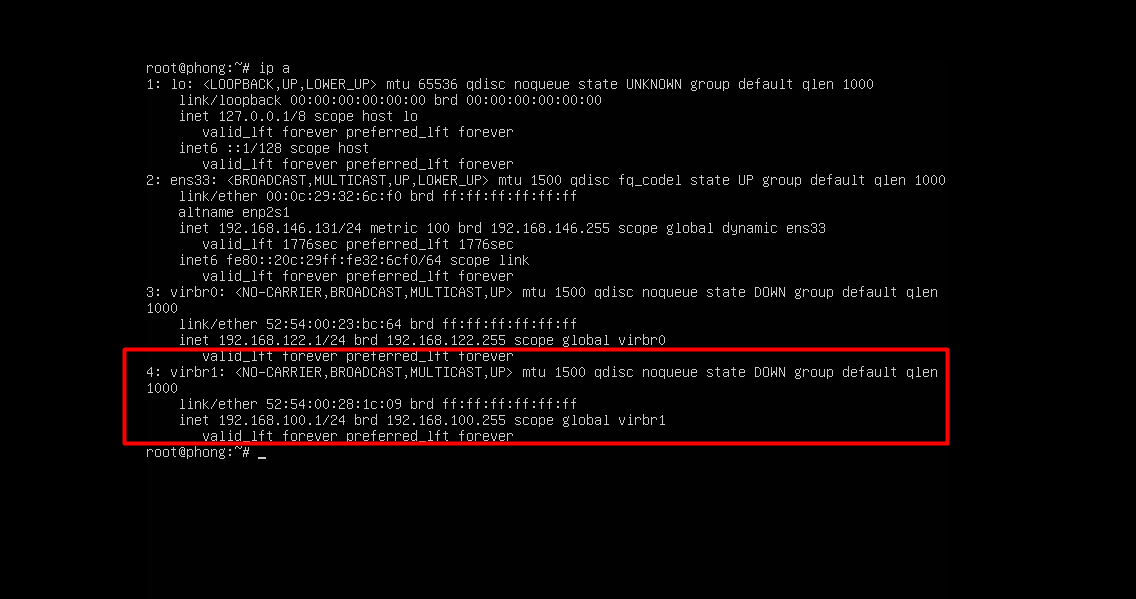 root@phong:~# ip a
1: lo: <LOOPBACK,UP,LOWER_UP> mtu 65536 qdisc noqueue state UNKNOWN group default qlen 1000
link/loopback 00:00:00:00:00:00 brd 00:00:00:00:00:00
inet 127.0.0.1/8 scope host lo
valid_lft forever preferred_lft forever
inet6 ::1/128 scope host
valid_lft forever preferred_lft forever
2: ens33: <BROADCAST,MULTICAST,UP,LOWER_UP> mtu 1500 qdisc fq_codel state UP group default qlen 1000
link/ether 00:0c:29:32:6c:f0 brd ff:ff:ff:ff:ff:ff
altname enp2s1
inet 192.168.146.131/24 metric 100 brd 192.168.146.255 scope global dynamic ens33
valid_lft 1776sec preferred_lft 1776sec
inet6 fe80::20c:29ff:fe32:6cf0/64 scope link
valid_lft forever preferred_lft forever
3: virbr0: <NO-CARRIER,BROADCAST,MULTICAST,UP> mtu 1500 qdisc noqueue state DOWN group default qlen
1000
link/ether 52:54:00:23:bc:64 brd ff:ff:ff:ff:ff:ff
inet 192.168.122.1/24 brd 192.168.122.255 scope global virbr0
valid_lft forever preferred_lft forever
4: virbr1: <NO-CARRIER,BROADCAST,MULTICAST,UP> mtu 1500 qdisc noqueue state DOWN group default qlen
1000
link/ether 52:54:00:28:1c:09 brd ff:ff:ff:ff:ff:ff
inet 192.168.100.1/24 brd 192.168.100.255 scope global virbr1
valid_lft forever preferred_lft forever
root@phong:~# _